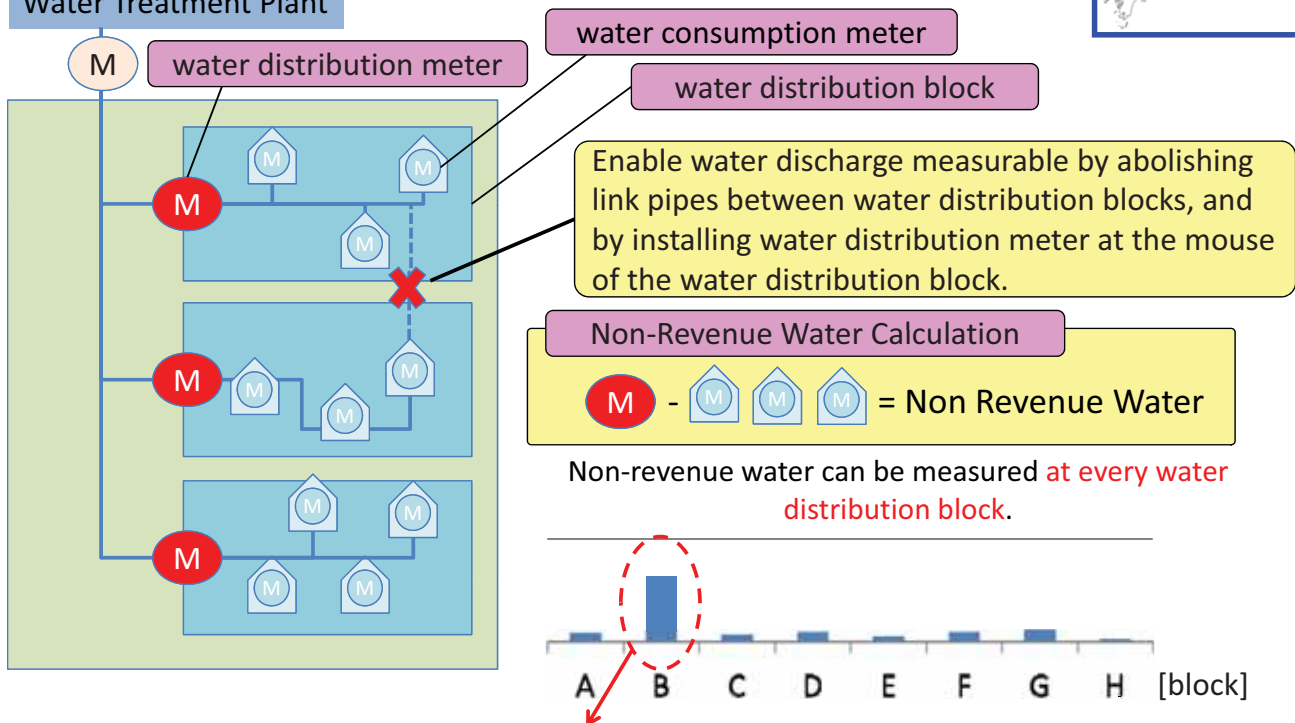 Water Treatment Plant
M
water distribution meter
water consumption meter
water distribution block
M
M
M
M
Enable water discharge measurable by abolishing
link pipes between water distribution blocks, and
by installing water distribution meter at the mouse
of the water distribution block.
M
M
M
M
Non-Revenue Water Calculation
M - M M M = Non Revenue Water
Non-revenue water can be measured at every water
distribution block.
M
M
M
M
M
A B C D E F G H [block]